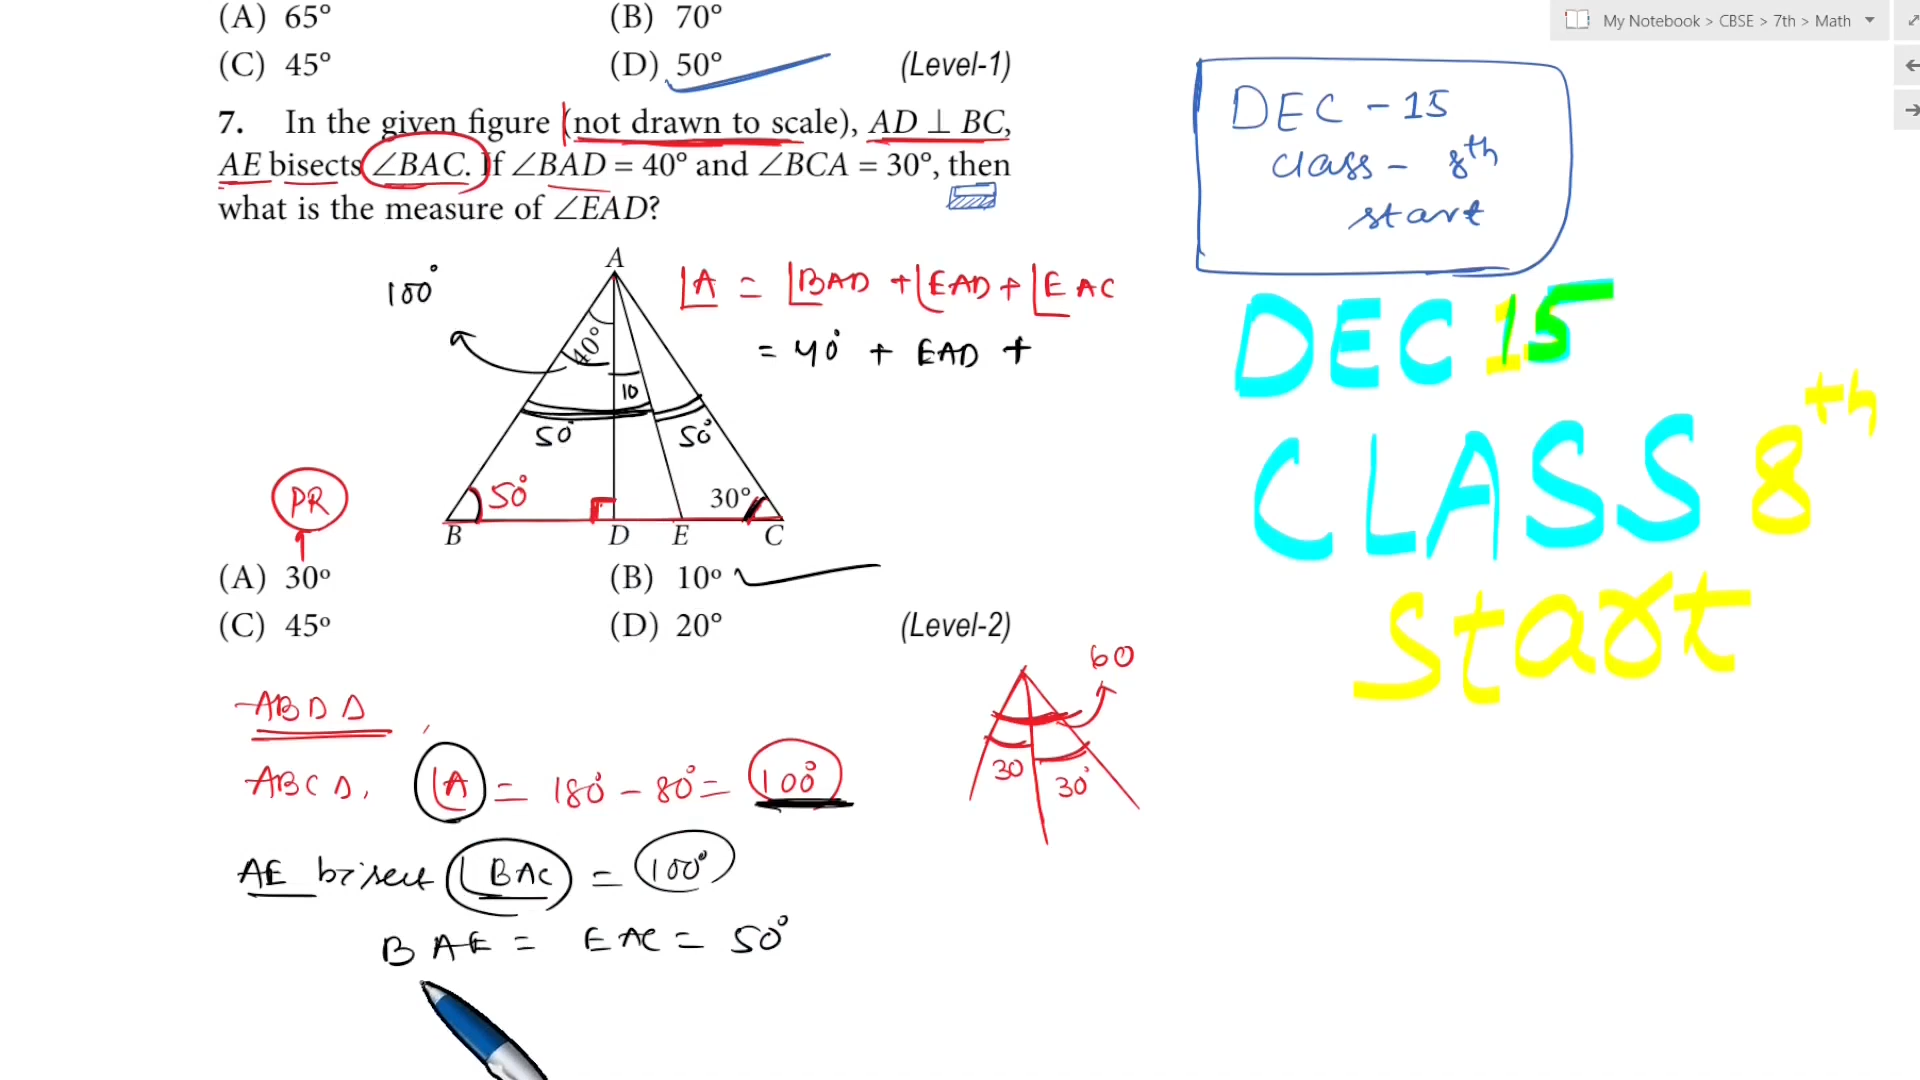 (A) 65° (B) 70°
My Notebook > CBSE > 7th > Math
(C) 45° (D) 50° (Level-1)
7. In the given figure (not drawn to scale), AD ⊥ BC,
AE bisects ∠BAC. If ∠BAD = 40° and ∠BCA = 30°, then
what is the measure of ∠EAD?
DEC - 15
class - 8th
start
A
100°
∠A = ∠BAD + ∠EAD + ∠EAC
= 40° + EAD +
40°
10
50° 50°
PR
50° 30°
B D E C
(A) 30° (B) 10°
(C) 45° (D) 20° (Level-2)
DEC 15
CLASS 8th
Start
60
30 30°
ABD Δ
ABC Δ, ∠A = 180° - 80° = 100°
AE bisect ∠BAC = 100°
BAE = EAC = 50°